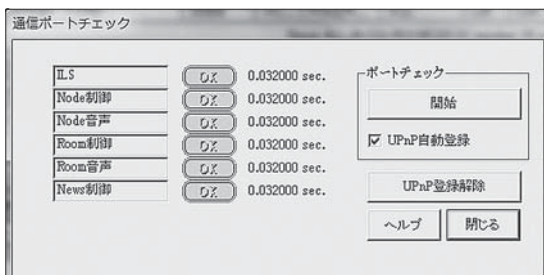 通信ポートチェック
ILS OK 0.032000 sec.
Node制御 OK 0.032000 sec.
Node音声 OK 0.032000 sec.
Room制御 OK 0.032000 sec.
Room音声 OK 0.032000 sec.
News制御 OK 0.032000 sec.
ポートチェック
開始
UPnP自動登録
UPnP登録解除
ヘルプ 閉じる